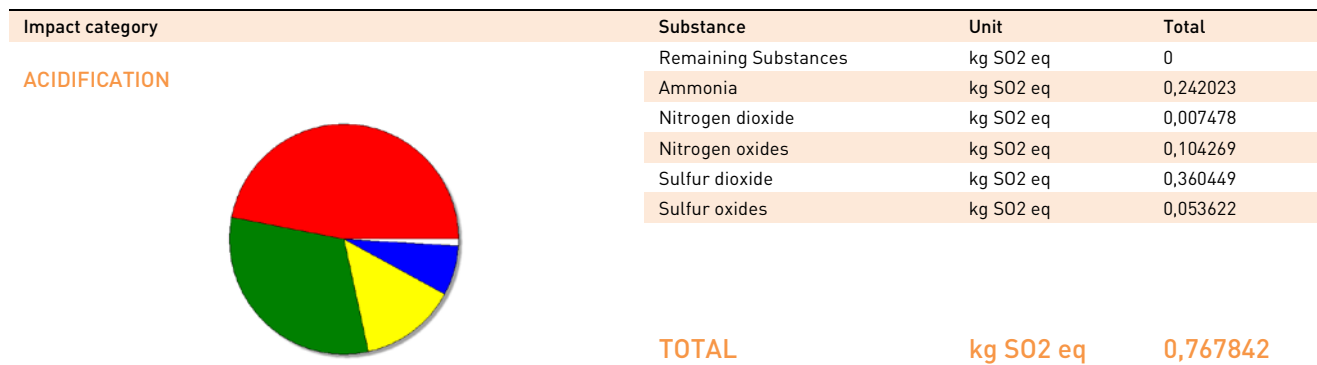 Impact category Substance Unit Total
ACIDIFICATION
Remaining Substances kg SO2 eq 0
Ammonia kg SO2 eq 0,242023
Nitrogen dioxide kg SO2 eq 0,007478
Nitrogen oxides kg SO2 eq 0,104269
Sulfur dioxide kg SO2 eq 0,360449
Sulfur oxides kg SO2 eq 0,053622
TOTAL kg SO2 eq 0,767842